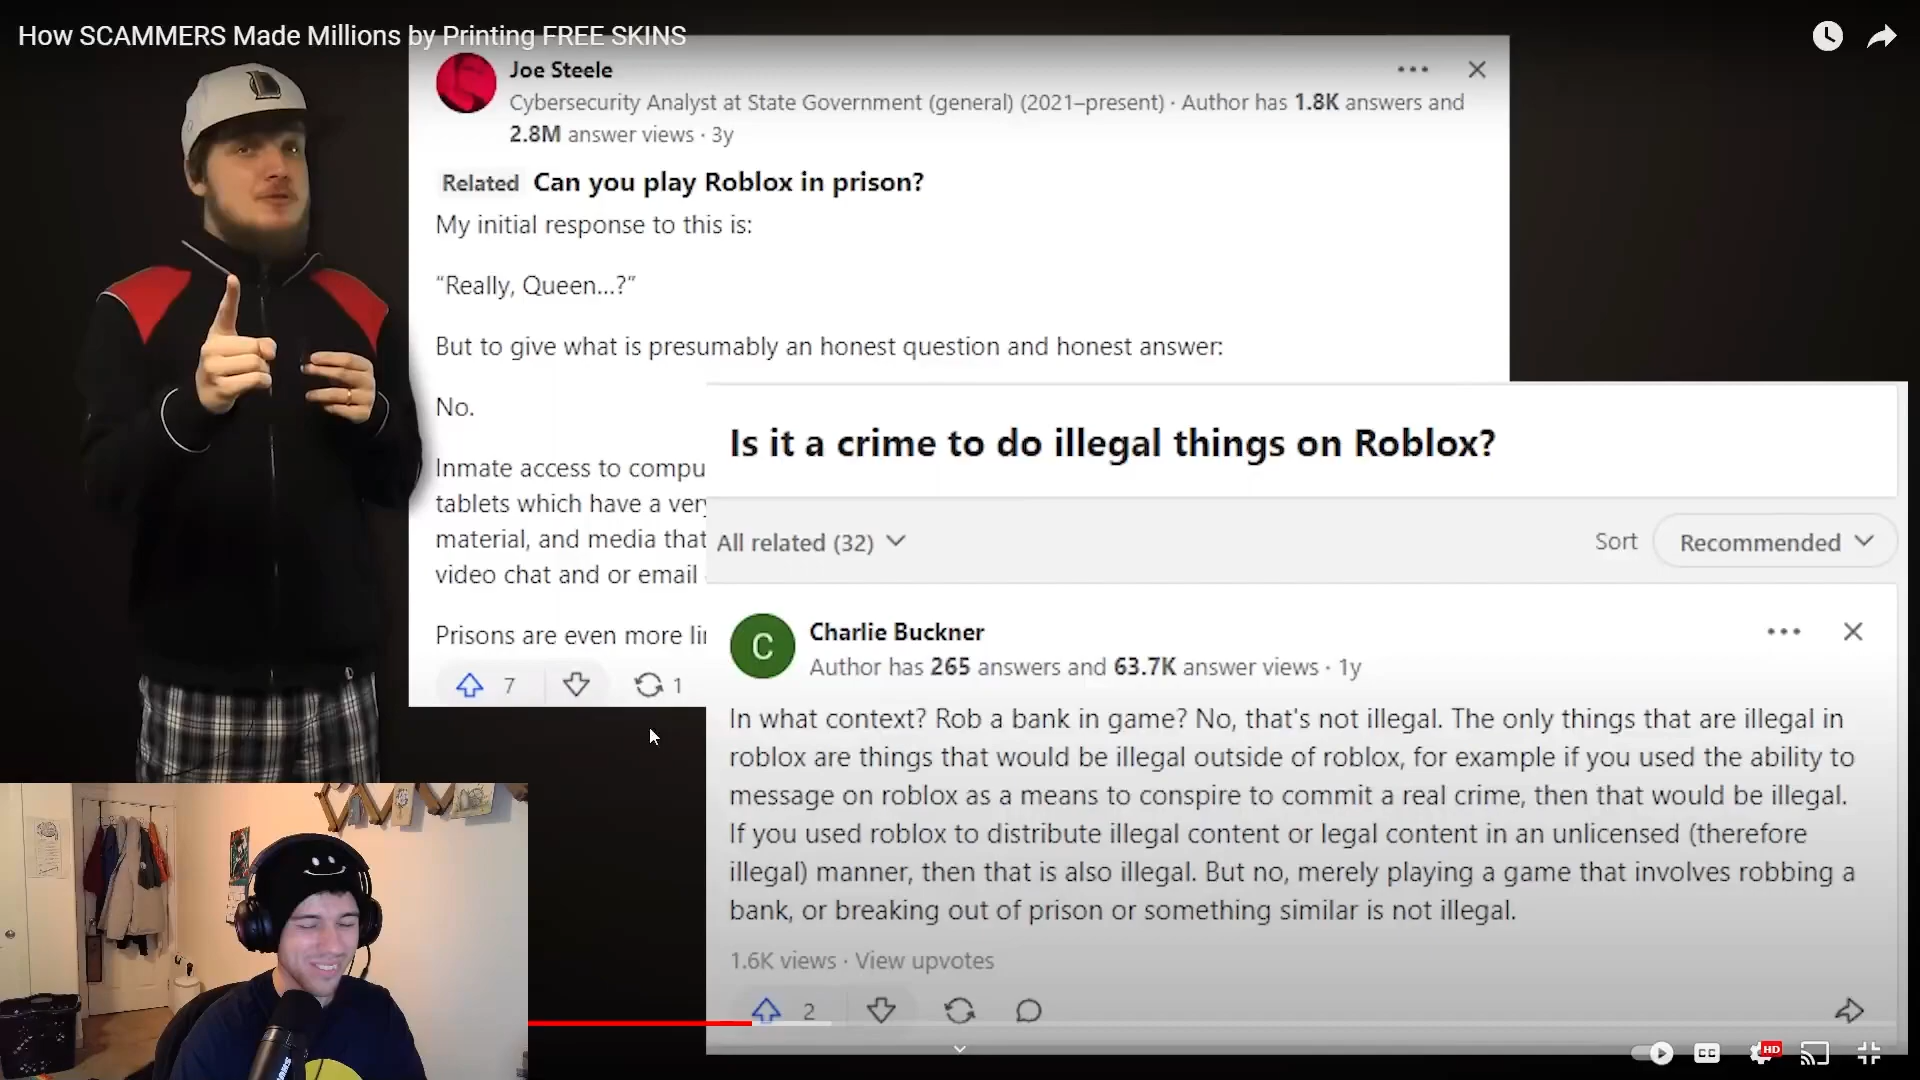 How SCAMMERS Made Millions by Printing FREE SKINS
Joe Steele
Cybersecurity Analyst at State Government (general) (2021–present) · Author has 1.8K answers and
2.8M answer views · 3y
Related Can you play Roblox in prison?
My initial response to this is:
“Really, Queen...?”
But to give what is presumably an honest question and honest answer:
No.
Inmate access to compu
tablets which have a very
material, and media that
video chat and or email
Prisons are even more
7
1
Is it a crime to do illegal things on Roblox?
All related (32)
Sort
Recommended
C
Charlie Buckner
Author has 265 answers and 63.7K answer views · 1y
In what context? Rob a bank in game? No, that's not illegal. The only things that are illegal in
roblox are things that would be illegal outside of roblox, for example if you used the ability to
message on roblox as a means to conspire to commit a real crime, then that would be illegal.
If you used roblox to distribute illegal content or legal content in an unlicensed (therefore
illegal) manner, then that is also illegal. But no, merely playing a game that involves robbing a
bank, or breaking out of prison or something similar is not illegal.
1.6K views · View upvotes
2
CC
HD